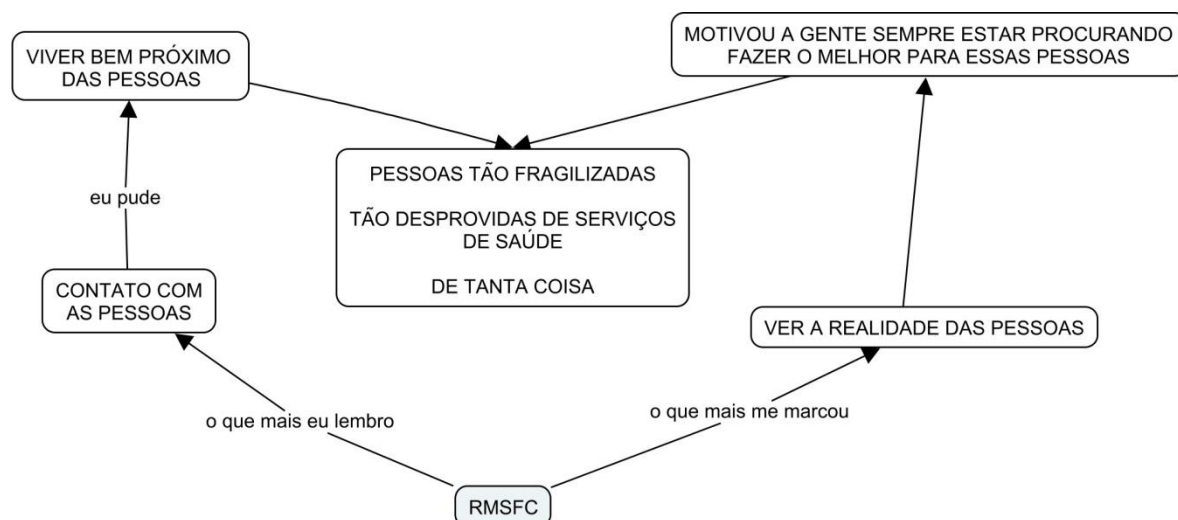 VIVER BEM PRÓXIMO
DAS PESSOAS
MOTIVOU A GENTE SEMPRE ESTAR PROCURANDO
FAZER O MELHOR PARA ESSAS PESSOAS
PESSOAS TÃO FRAGILIZADAS
TÃO DESPROVIDAS DE SERVIÇOS
DE SAÚDE
DE TANTA COISA
eu pude
CONTATO COM
AS PESSOAS
VER A REALIDADE DAS PESSOAS
o que mais eu lembro
o que mais me marcou
RMSFC